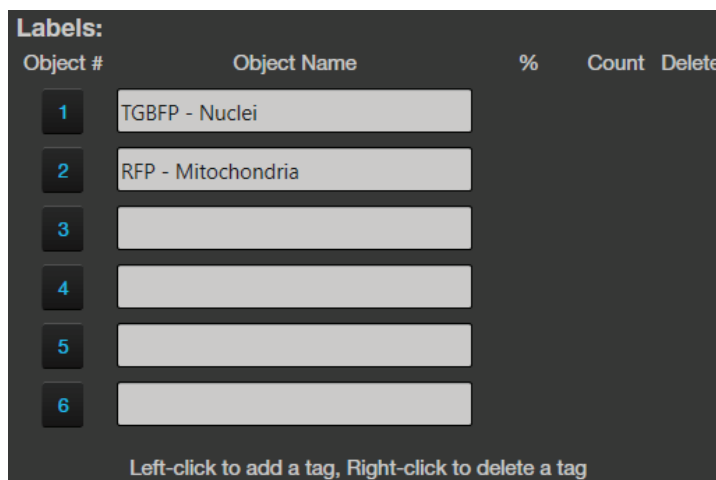 Labels:
Object # Object Name % Count Delete
1 TGBFP - Nuclei
2 RFP - Mitochondria
3
4
5
6
Left-click to add a tag, Right-click to delete a tag